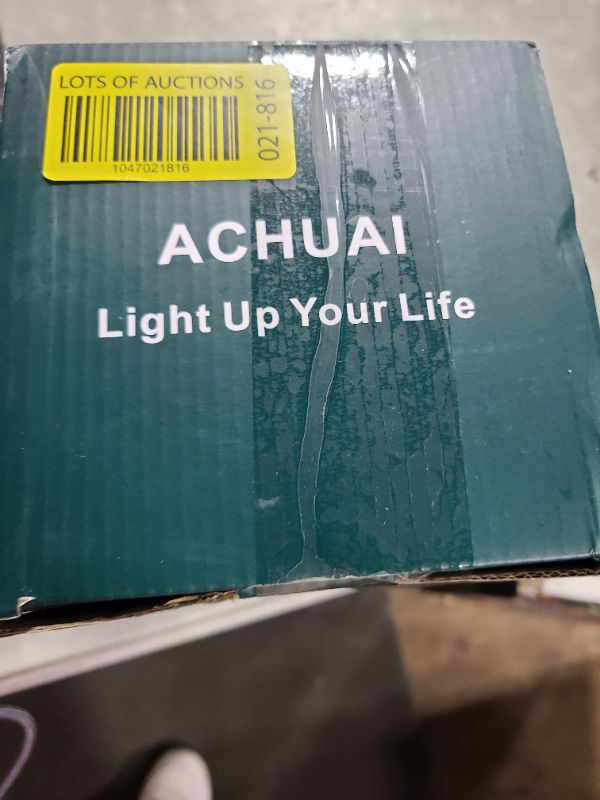 LOTS OF AUCTIONS
021-816
1047021816
ACHUAI
Light Up Your Life